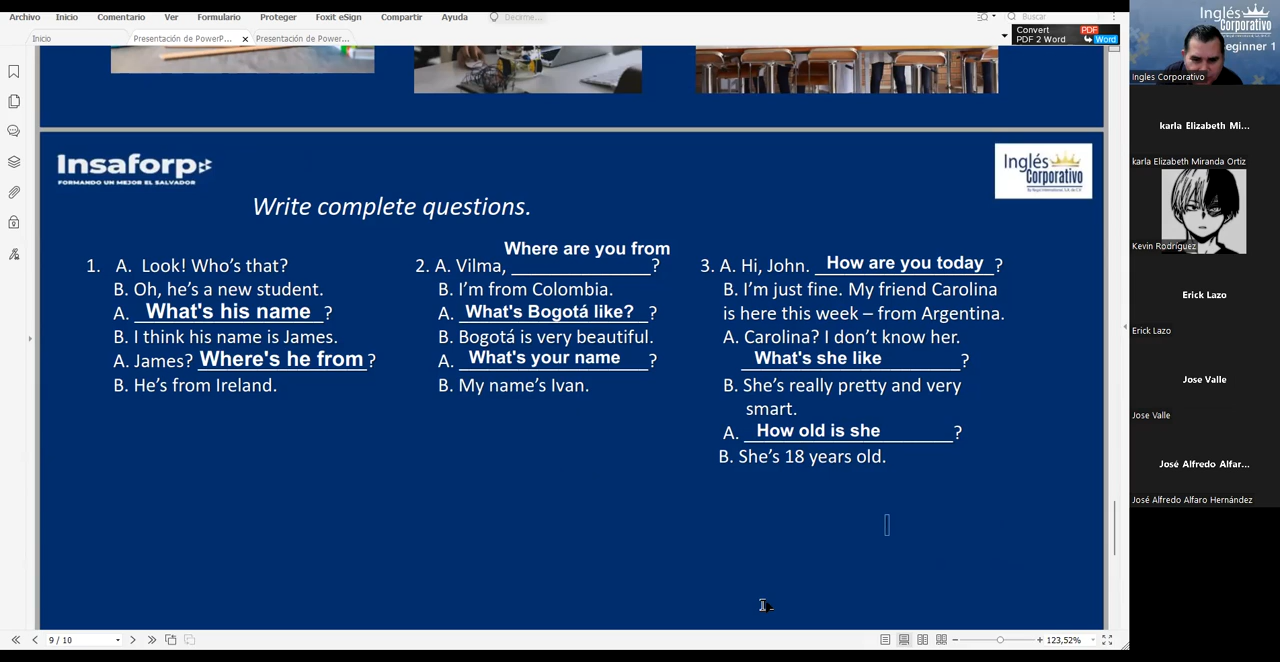 Archivo Inicio Comentario Ver Formulario Proteger Foxit eSign Compartir Ayuda Decirme... Buscar
Inicio Presentación de PowerP... Presentación de Power...
Convert PDF
PDF 2 Word Word
Insaforp
FORMANDO UN MEJOR EL SALVADOR
Inglés
Corporativo
Write complete questions.
1. A. Look! Who's that?
B. Oh, he's a new student.
A. What's his name ?
B. I think his name is James.
A. James? Where's he from ?
B. He's from Ireland.
Where are you from
2. A. Vilma, _______________?
B. I'm from Colombia.
A. What's Bogotá like? ?
B. Bogotá is very beautiful.
A. What's your name ?
B. My name's Ivan.
3. A. Hi, John. How are you today ?
B. I'm just fine. My friend Carolina
is here this week – from Argentina.
A. Carolina? I don't know her.
What's she like ?
B. She's really pretty and very
smart.
A. How old is she ?
B. She's 18 years old.
9 / 10
123,52%
Inglés
Corporativo
eginner 1
Ingles Corporativo
karla Elizabeth Mi...
karla Elizabeth Miranda Ortiz
Kevin Rodríguez
Erick Lazo
Erick Lazo
Jose Valle
Jose Valle
José Alfredo Alfar...
José Alfredo Alfaro Hernández